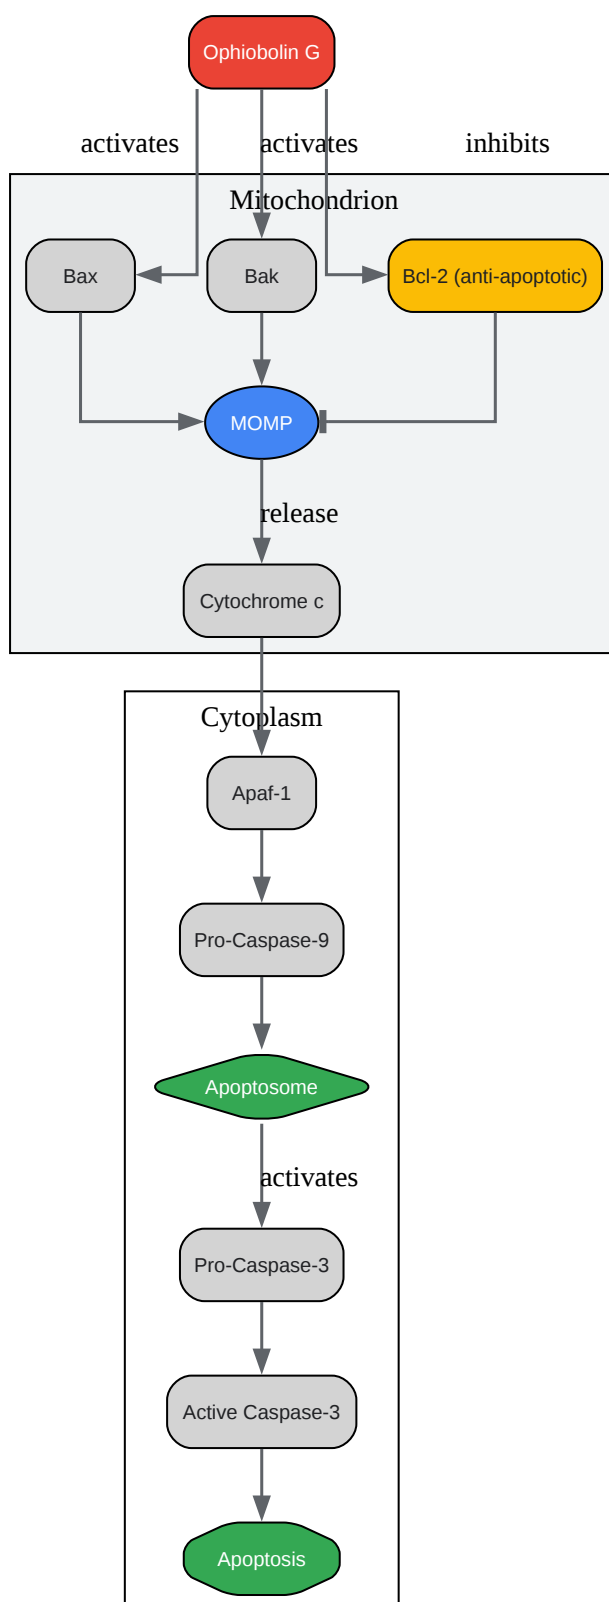 Ophiobolin G
activates
activates
inhibits
Mitochondrion
Bax
Bak
Bcl-2 (anti-apoptotic)
MOMP
release
Cytochrome c
Cytoplasm
Apaf-1
Pro-Caspase-9
Apoptosome
activates
Pro-Caspase-3
Active Caspase-3
Apoptosis